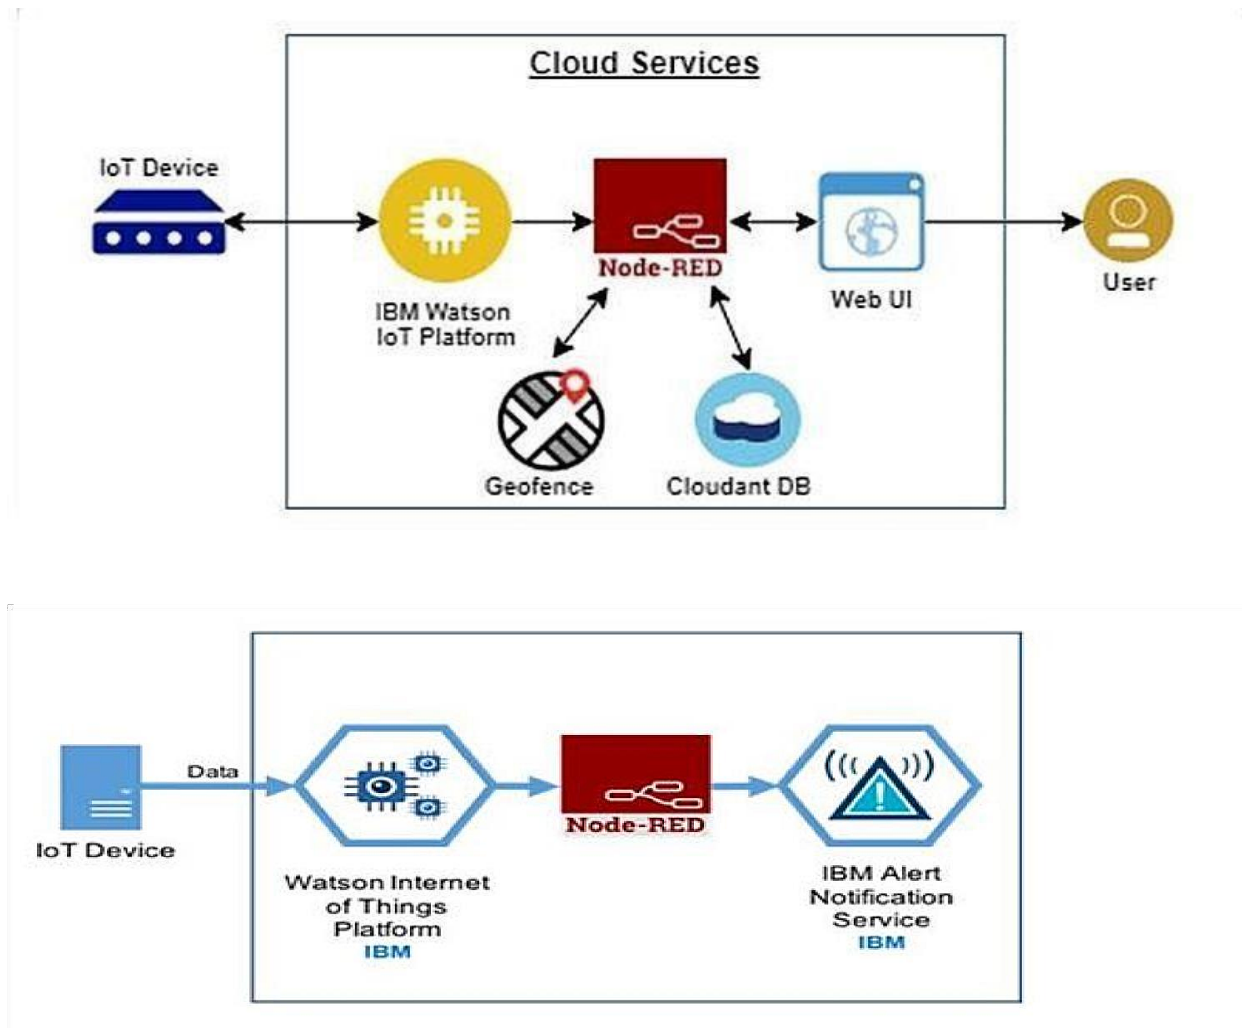 Cloud Services
IoT Device
IBM Watson
IoT Platform
Node-RED
Web UI
User
Geofence
Cloudant DB
Data
IoT Device
Watson Internet
of Things
Platform
IBM
Node-RED
IBM Alert
Notification
Service
IBM